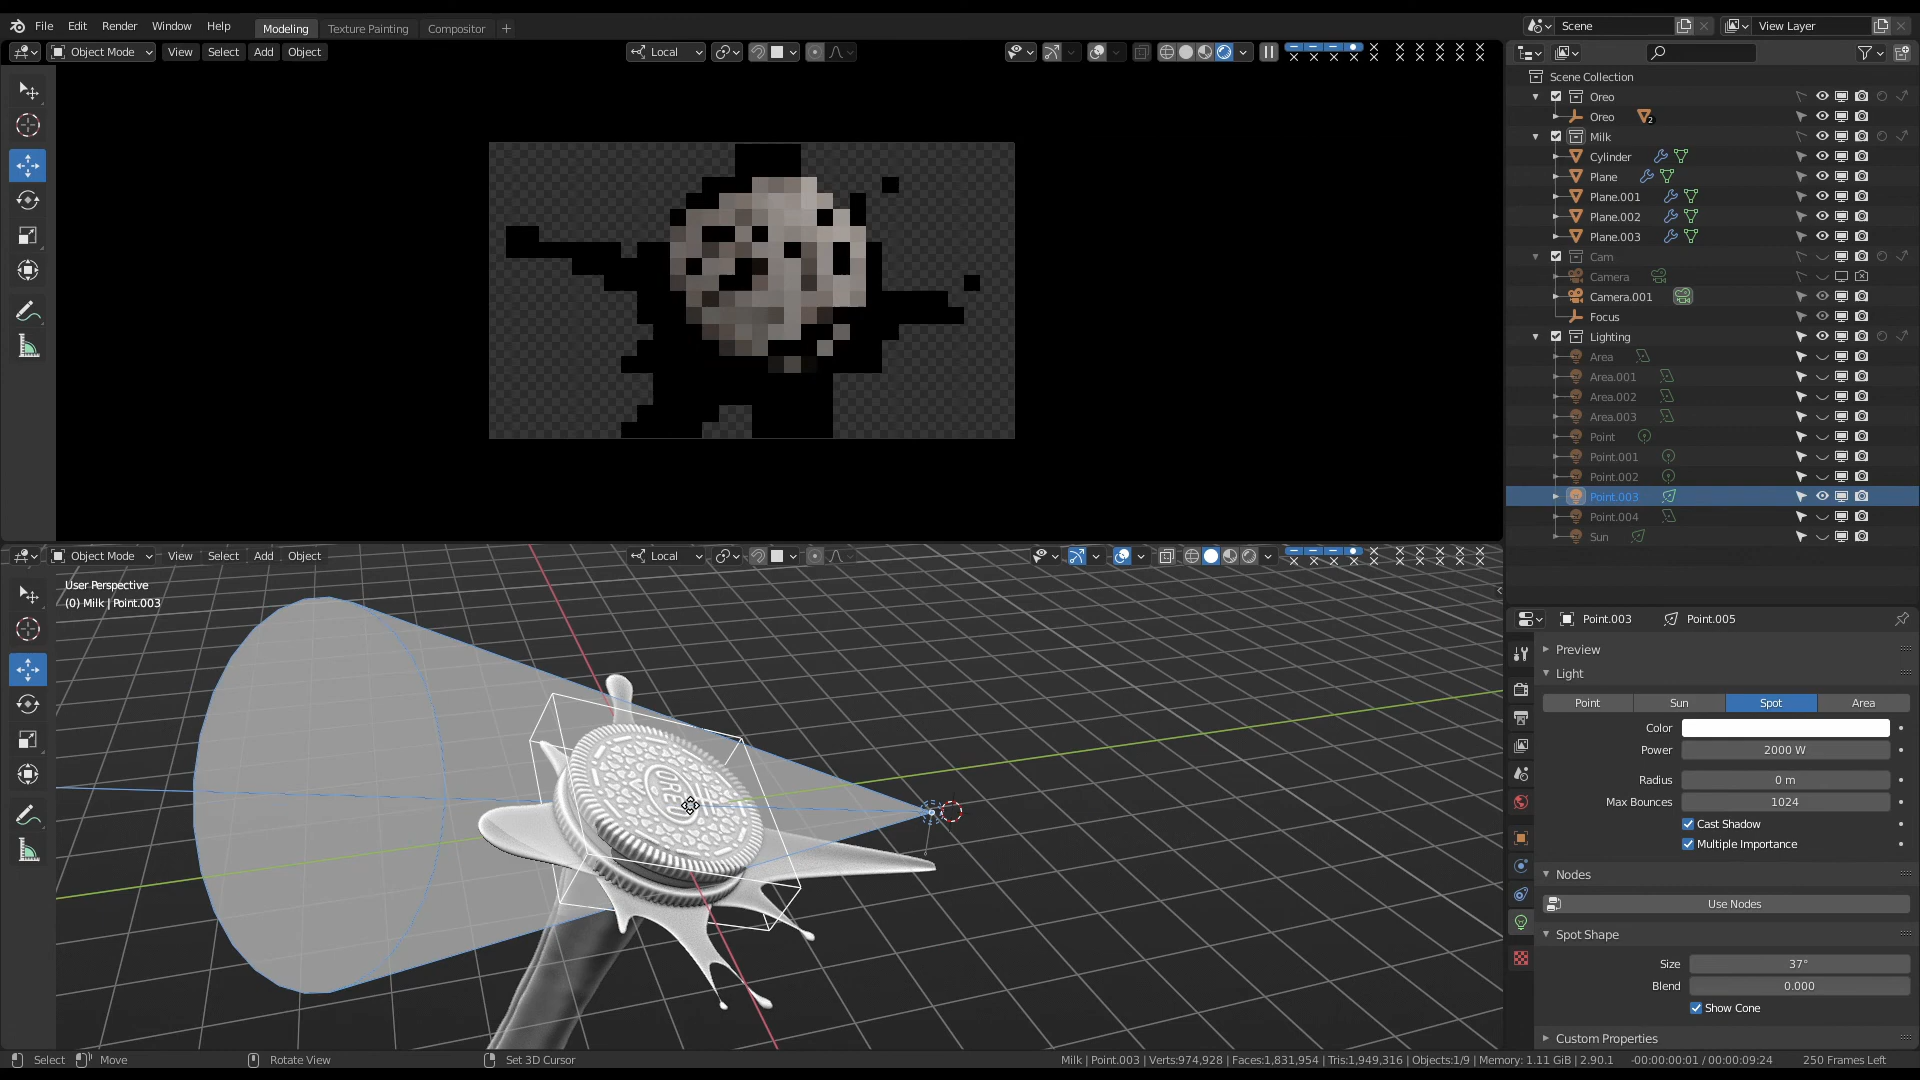 File Edit Render Window Help Modeling Texture Painting Compositor + Scene View Layer
Object Mode View Select Add Object Local
Scene Collection
Oreo
Oreo 2
Milk
Cylinder
Plane
Plane.001
Plane.002
Plane.003
Cam
Camera
Camera.001
Focus
Lighting
Area
Area.001
Area.002
Area.003
Point
Point.001
Point.002
Point.003
Point.004
Sun
Object Mode View Select Add Object Local
User Perspective
(0) Milk | Point.003
OREO
Point.003 Point.005
Preview
Light
Point Sun Spot Area
Color
Power 2000 W
Radius 0 m
Max Bounces 1024
Cast Shadow
Multiple Importance
Nodes
Use Nodes
Spot Shape
Size 37°
Blend 0.000
Show Cone
Custom Properties
Select Move Rotate View Set 3D Cursor Milk | Point.003 | Verts:974,928 | Faces:1,831,954 | Tris:1,949,316 | Objects:1/9 | Memory: 1.11 GiB | 2.90.1 -00:00:00:01 / 00:00:09:24 250 Frames Left